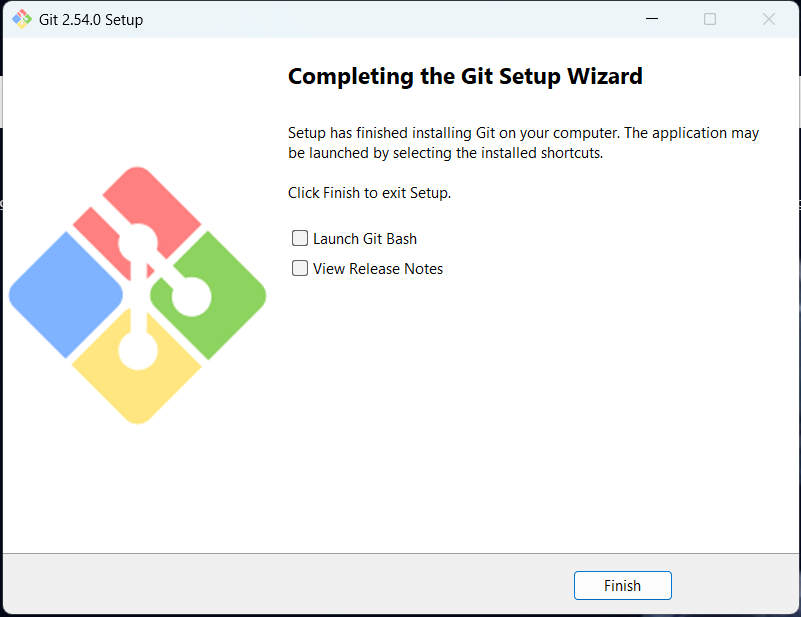 Git 2.54.0 Setup
Completing the Git Setup Wizard
Setup has finished installing Git on your computer. The application may
be launched by selecting the installed shortcuts.
Click Finish to exit Setup.
Launch Git Bash
View Release Notes
Finish